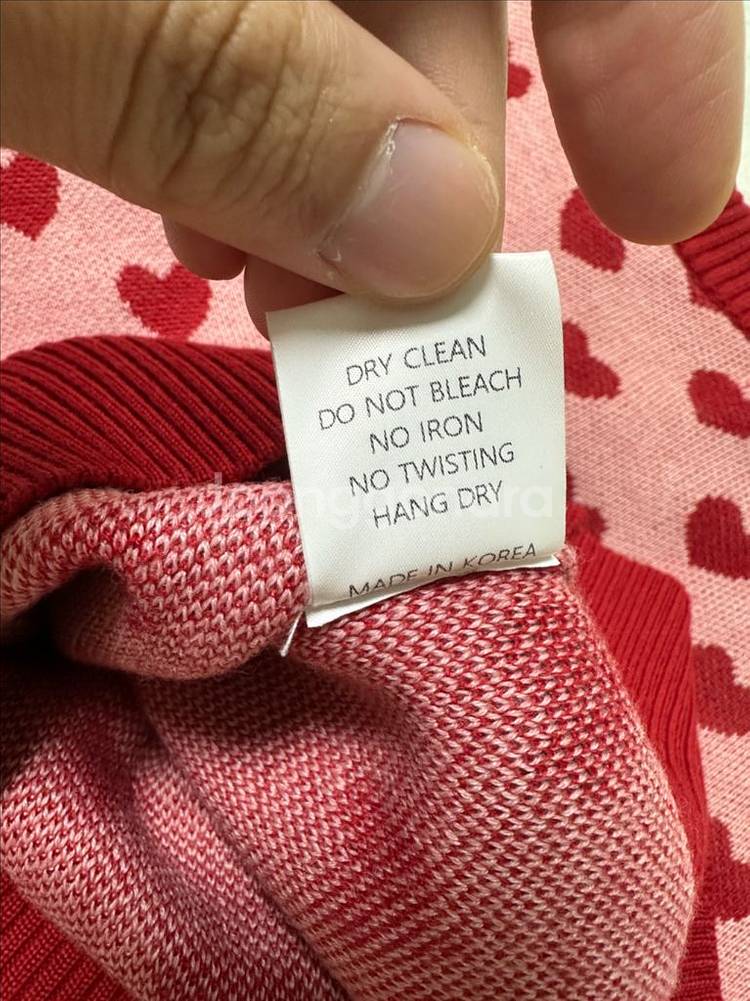 DRY CLEAN
DO NOT BLEACH
NO IRON
NO TWISTING
HANG DRY
MADE IN KOREA